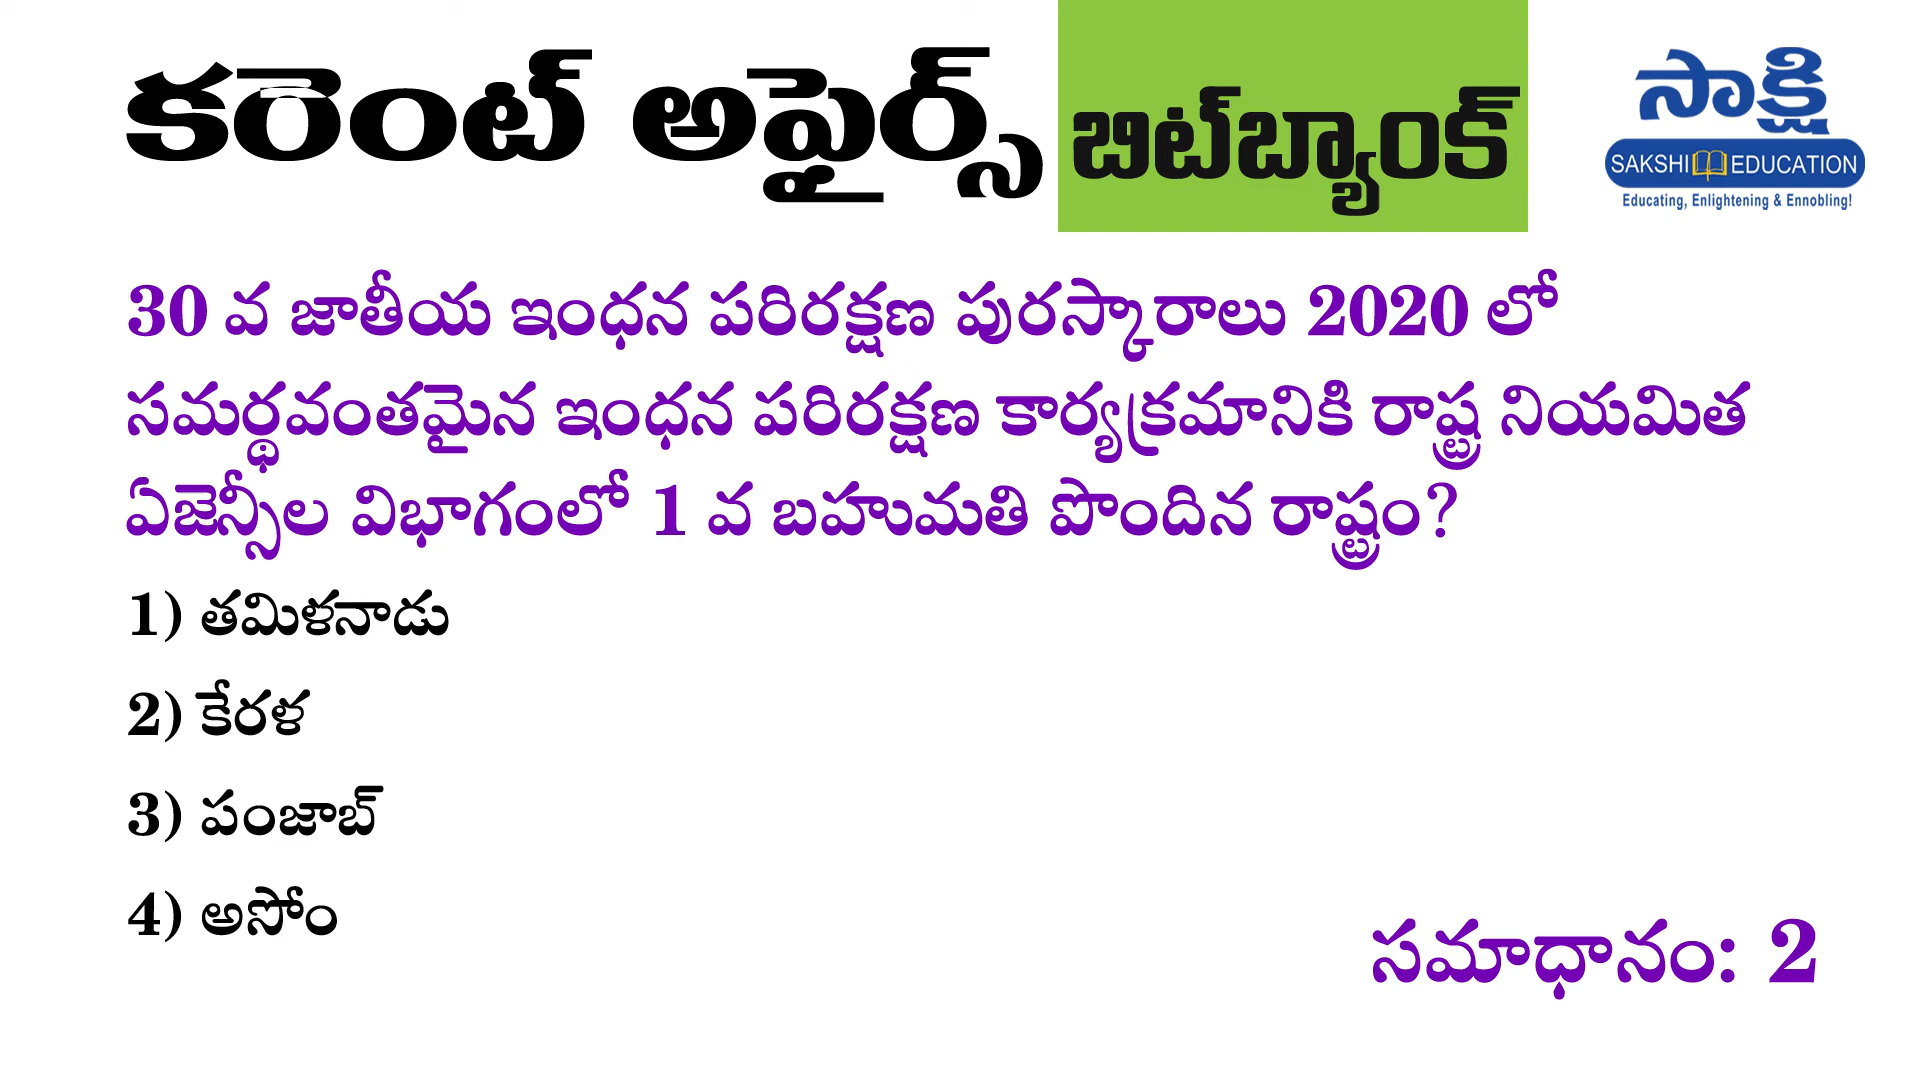 కరెంట్ అఫైర్స్ బిట్‌బ్యాంక్
సాక్షి
SAKSHI EDUCATION
Educating, Enlightening & Ennobling!
30 వ జాతీయ ఇంధన పరిరక్షణ పురస్కారాలు 2020 లో
సమర్థవంతమైన ఇంధన పరిరక్షణ కార్యక్రమానికి రాష్ట్ర నియమిత
ఏజెన్సీల విభాగంలో 1 వ బహుమతి పొందిన రాష్ట్రం?
1) తమిళనాడు
2) కేరళ
3) పంజాబ్
4) అసోం
సమాధానం: 2